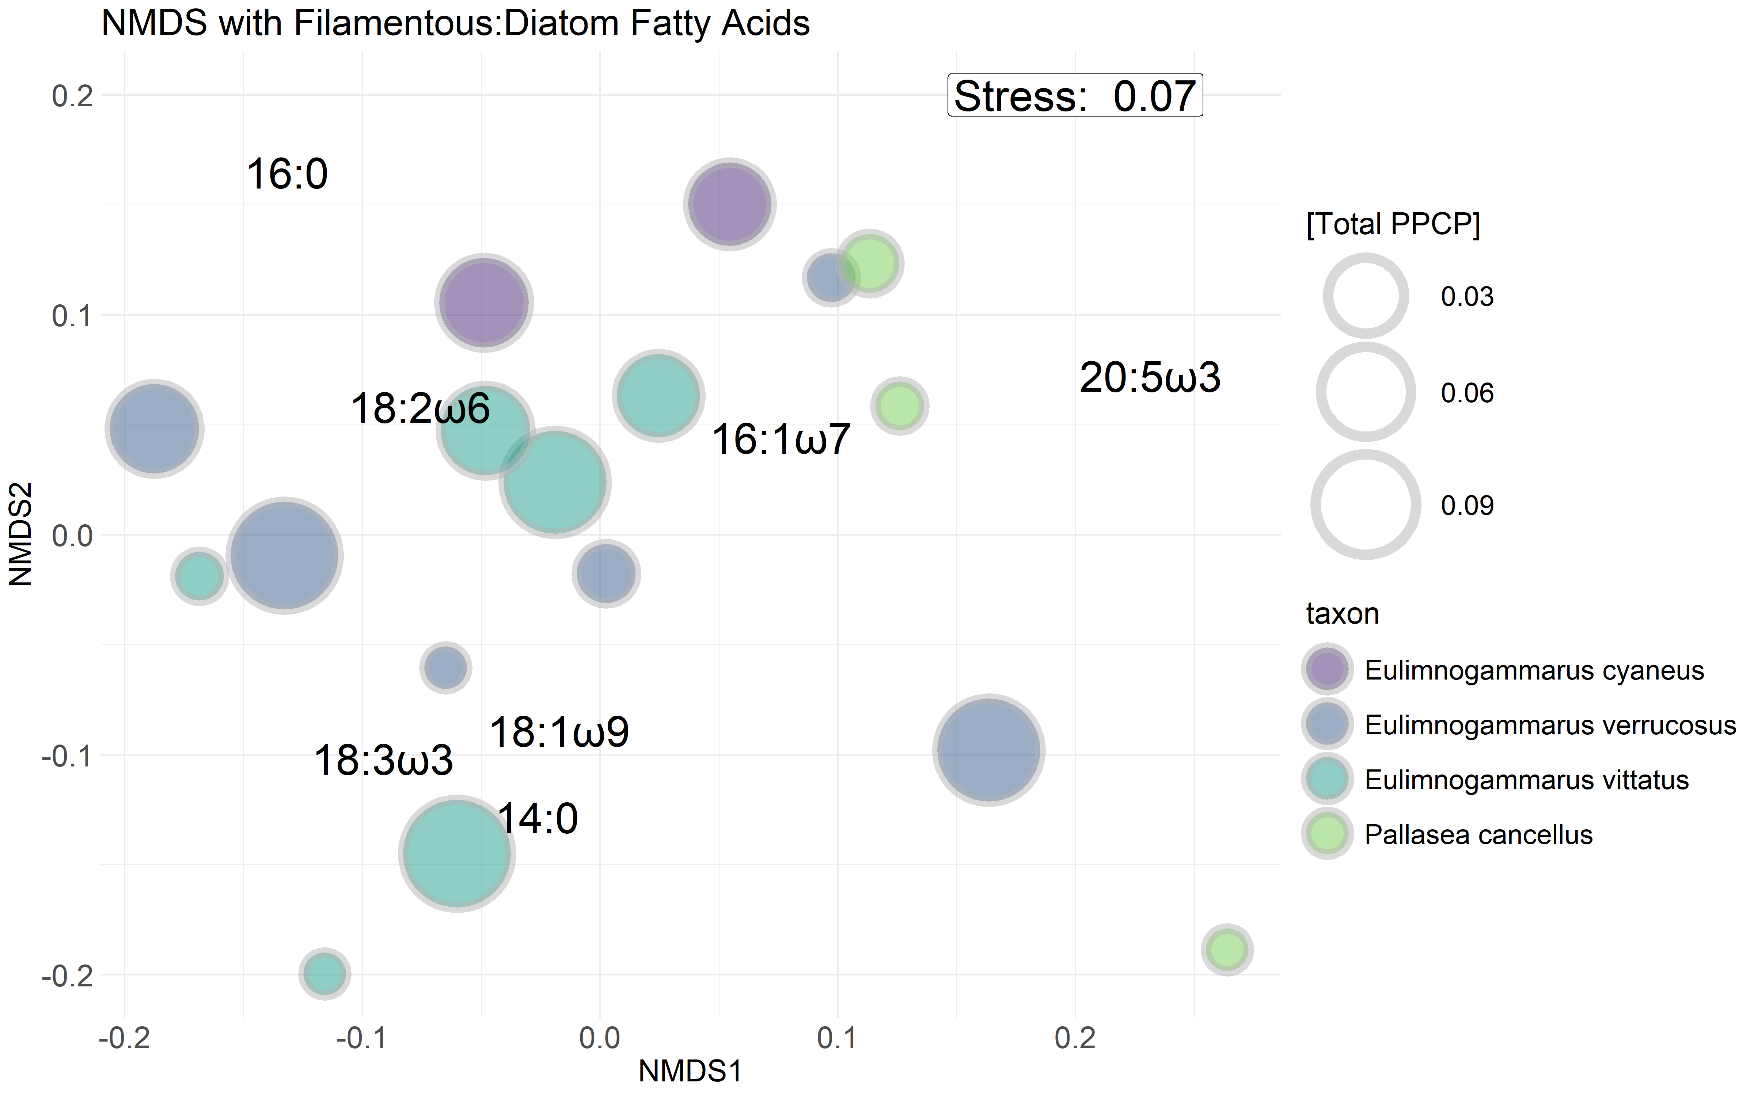 NMDS with Filamentous:Diatom Fatty Acids
Stress: 0.07
0.2
0.1
0.0
-0.1
-0.2
NMDS2
16:0
20:5ω3
18:2ω6
16:1ω7
18:1ω9
18:3ω3
14:0
-0.2
-0.1
0.0
0.1
0.2
NMDS1
[Total PPCP]
0.03
0.06
0.09
taxon
Eulimnogammarus cyaneus
Eulimnogammarus verrucosus
Eulimnogammarus vittatus
Pallasea cancellus